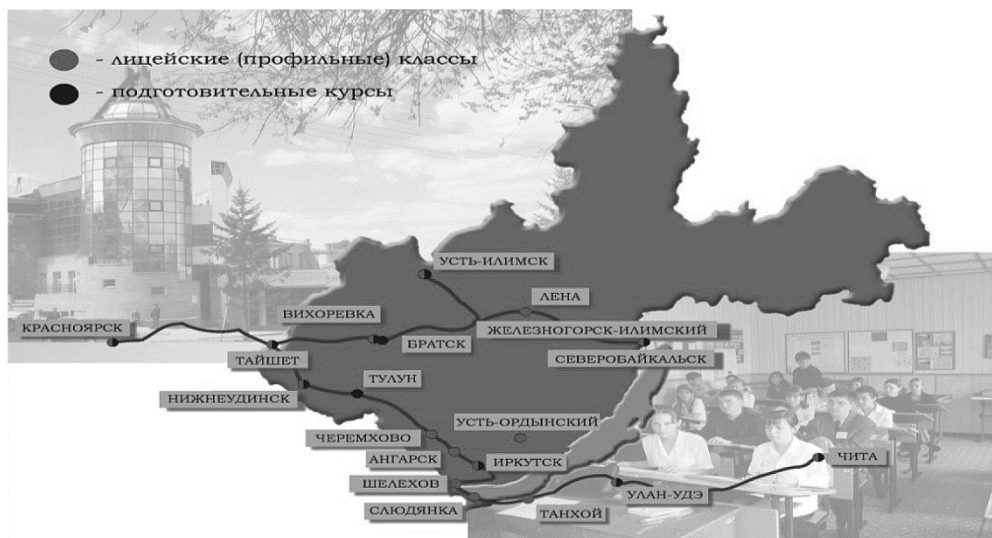 - лицейские (профильные) классы
- подготовительные курсы
УСТЬ-ИЛИМСК
ЛЕНА
ВИХОРЕВКА
КРАСНОЯРСК
ЖЕЛЕЗНОГОРСК-ИЛИМСКИЙ
БРАТСК
ТАЙШЕТ
СЕВЕРОБАЙКАЛЬСК
ТУЛУН
НИЖНЕУДИНСК
УСТЬ-ОРДЫНСКИЙ
ЧЕРЕМХОВО
АНГАРСК
ИРКУТСК
ЧИТА
ШЕЛЕХОВ
УЛАН-УДЭ
СЛЮДЯНКА
ТАНХОЙ